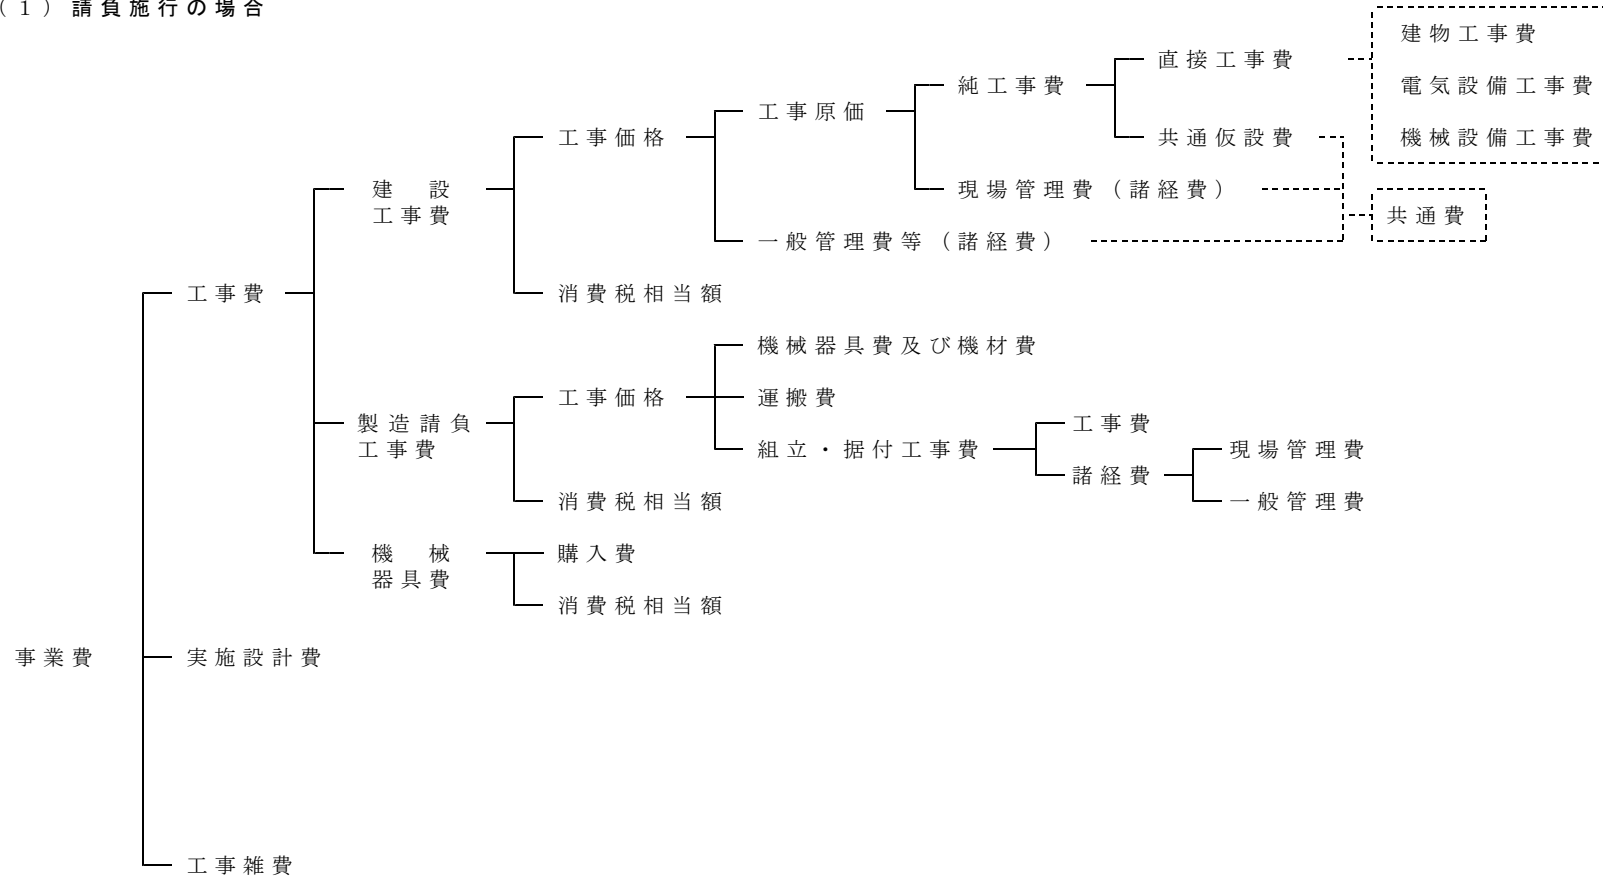 （１）請負施行の場合
建物工事費
直接工事費
電気設備工事費
純工事費
工事原価
工事価格
共通仮設費
機械設備工事費
建　設
工事費
現場管理費（諸経費）
共通費
一般管理費等（諸経費）
工事費
消費税相当額
機械器具費及び機材費
工事価格
運搬費
製造請負
工事費
工事費
組立・据付工事費
現場管理費
諸経費
消費税相当額
一般管理費
機　械
器具費
購入費
消費税相当額
事業費
実施設計費
工事雑費